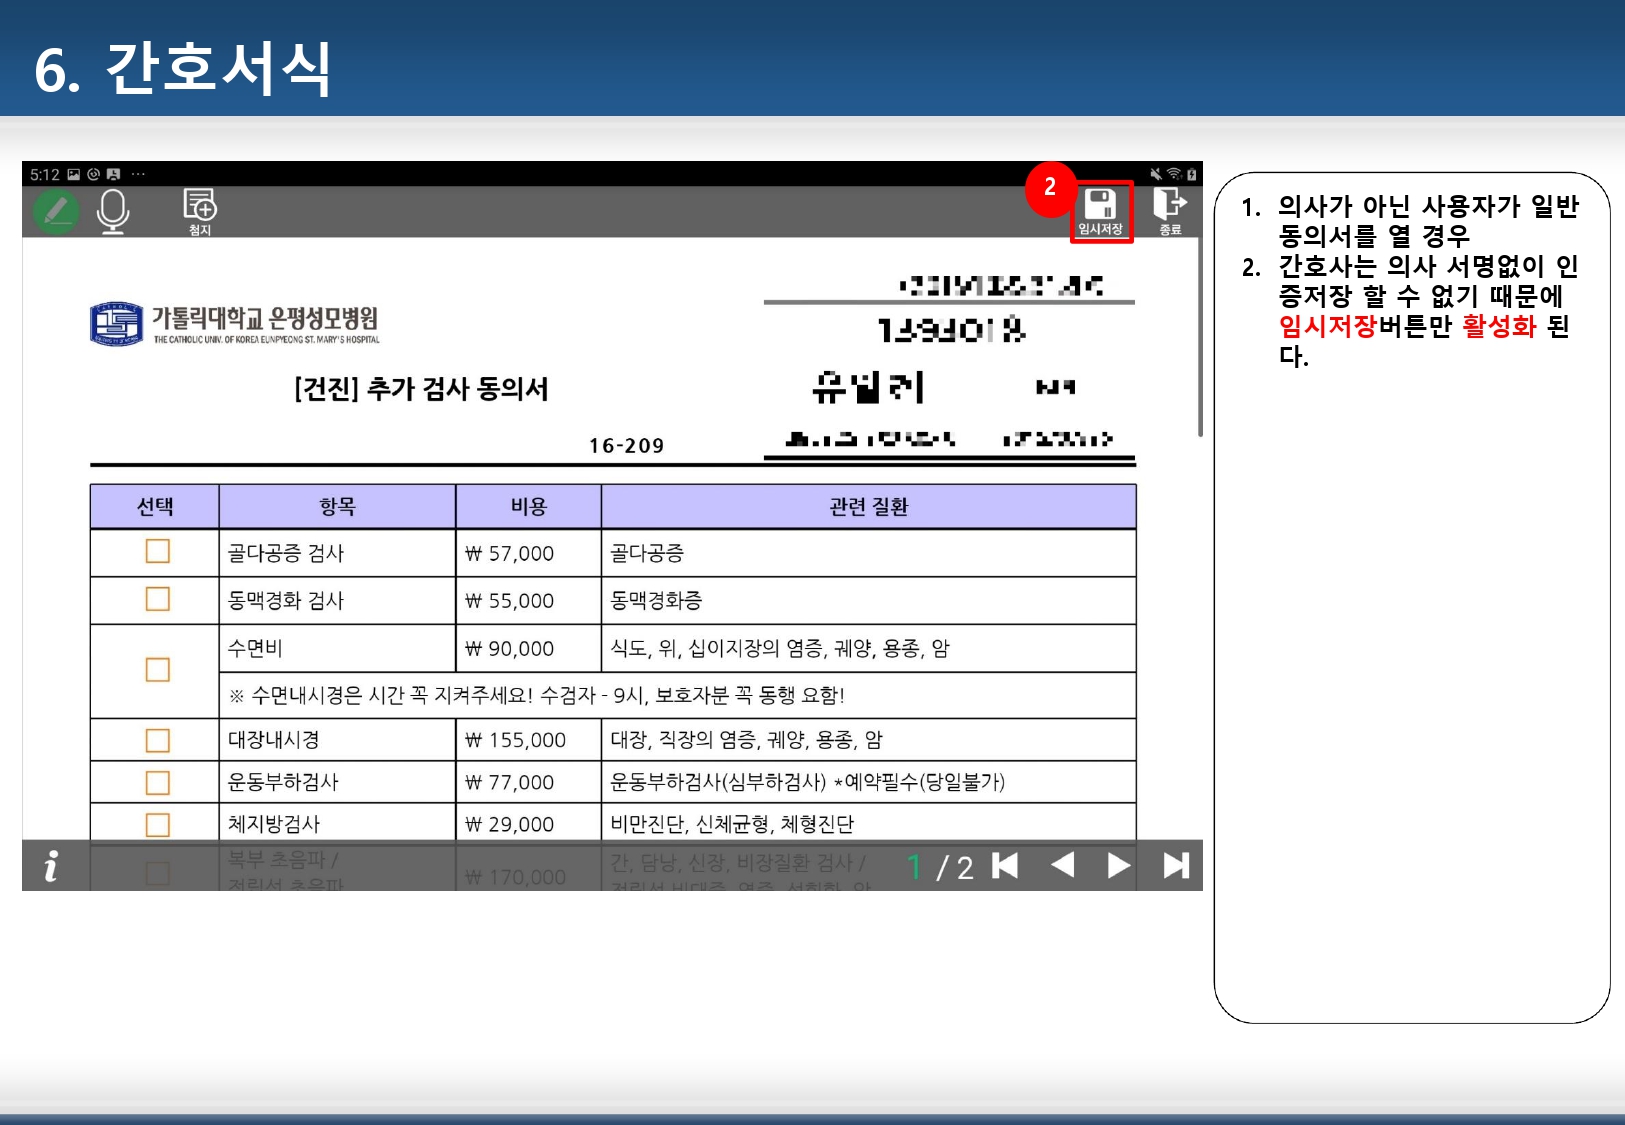 6. 간호서식
5:12
첨지
2
임시저장
종료
가톨릭대학교 은평성모병원
THE CATHOLIC UNIV. OF KOREA EUNPYEONG ST. MARY'S HOSPITAL
[건진] 추가 검사 동의서
16-209
선택 항목 비용 관련 질환
골다공증 검사 ₩ 57,000 골다공증
동맥경화 검사 ₩ 55,000 동맥경화증
수면비 ₩ 90,000 식도, 위, 십이지장의 염증, 궤양, 용종, 암
※ 수면내시경은 시간 꼭 지켜주세요! 수검자 - 9시, 보호자분 꼭 동행 요함!
대장내시경 ₩ 155,000 대장, 직장의 염증, 궤양, 용종, 암
운동부하검사 ₩ 77,000 운동부하검사(심부하검사) *예약필수(당일불가)
체지방검사 ₩ 29,000 비만진단, 신체균형, 체형진단
복부 초음파 / ₩ 170,000 간, 담낭, 신장, 비장질환 검사 /
i 1 / 2
1. 의사가 아닌 사용자가 일반
동의서를 열 경우
2. 간호사는 의사 서명없이 인
증저장 할 수 없기 때문에
임시저장버튼만 활성화 된
다.